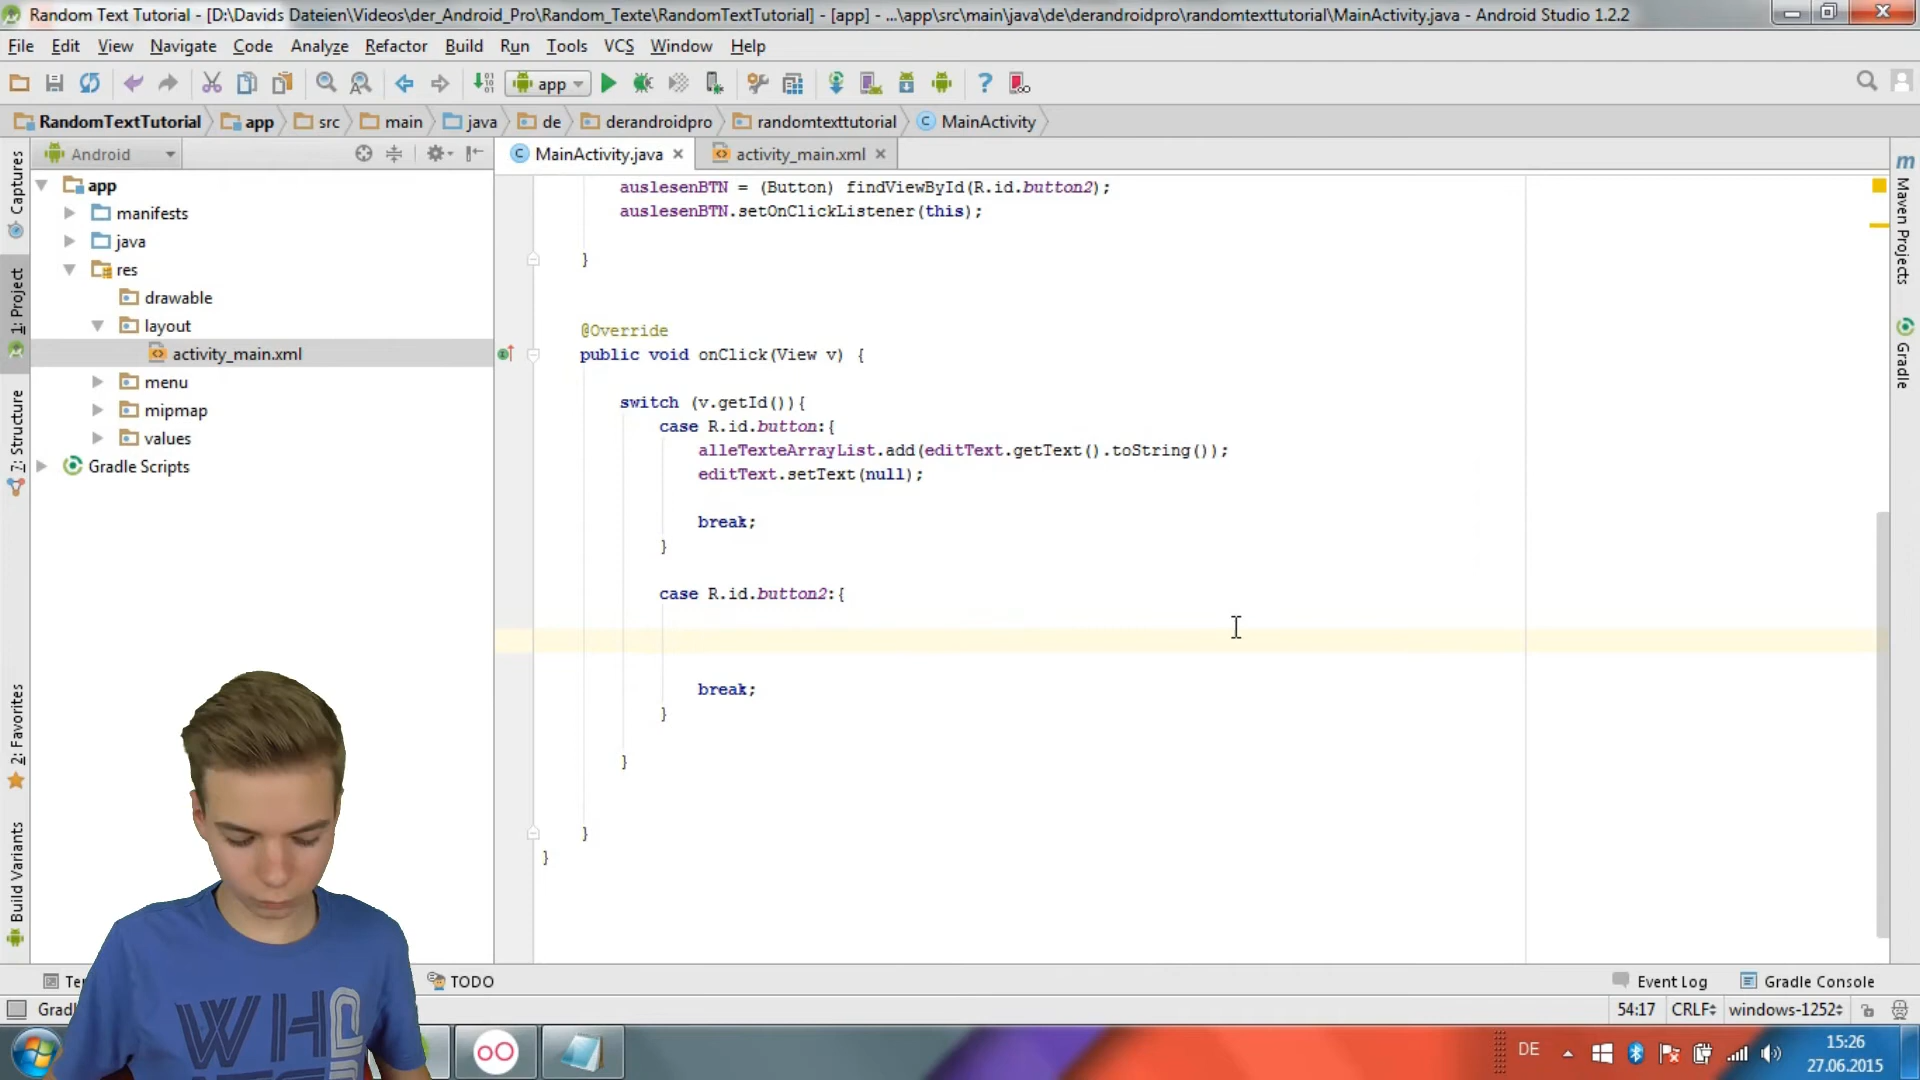 Random Text Tutorial - [D:\Davids Dateien\Videos\der_Android_Pro\Random_Texte\RandomTextTutorial] - [app] - ...\app\src\main\java\de\derandroidpro\randomtexttutorial\MainActivity.java - Android Studio 1.2.2
File Edit View Navigate Code Analyze Refactor Build Run Tools VCS Window Help
app
RandomTextTutorial app src main java de derandroidpro randomtexttutorial MainActivity
Android
MainActivity.java
activity_main.xml
Captures
1: Project
7: Structure
2: Favorites
Build Variants
app
manifests
java
res
drawable
layout
activity_main.xml
menu
mipmap
values
Gradle Scripts
auslesenBTN = (Button) findViewById(R.id.button2);
auslesenBTN.setOnClickListener(this);
}
@Override
public void onClick(View v) {
switch (v.getId()){
case R.id.button:{
alleTexteArrayList.add(editText.getText().toString());
editText.setText(null);
break;
}
case R.id.button2:{
break;
}
}
}
}
m Maven Projects
Gradle
WH
TODO
Event Log
Gradle Console
54:17 CRLF windows-1252
DE
15:26
27.06.2015